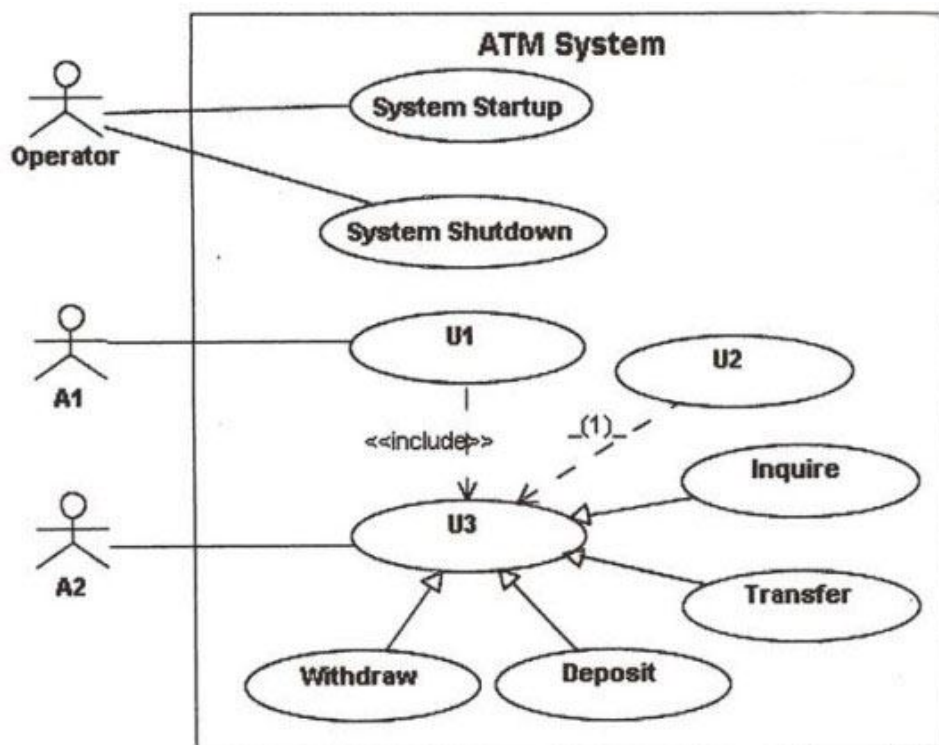 ATM System
System Startup
Operator
System Shutdown
U1
U2
A1
_(1)_
<<include>>
Inquire
U3
A2
Transfer
Withdraw
Deposit